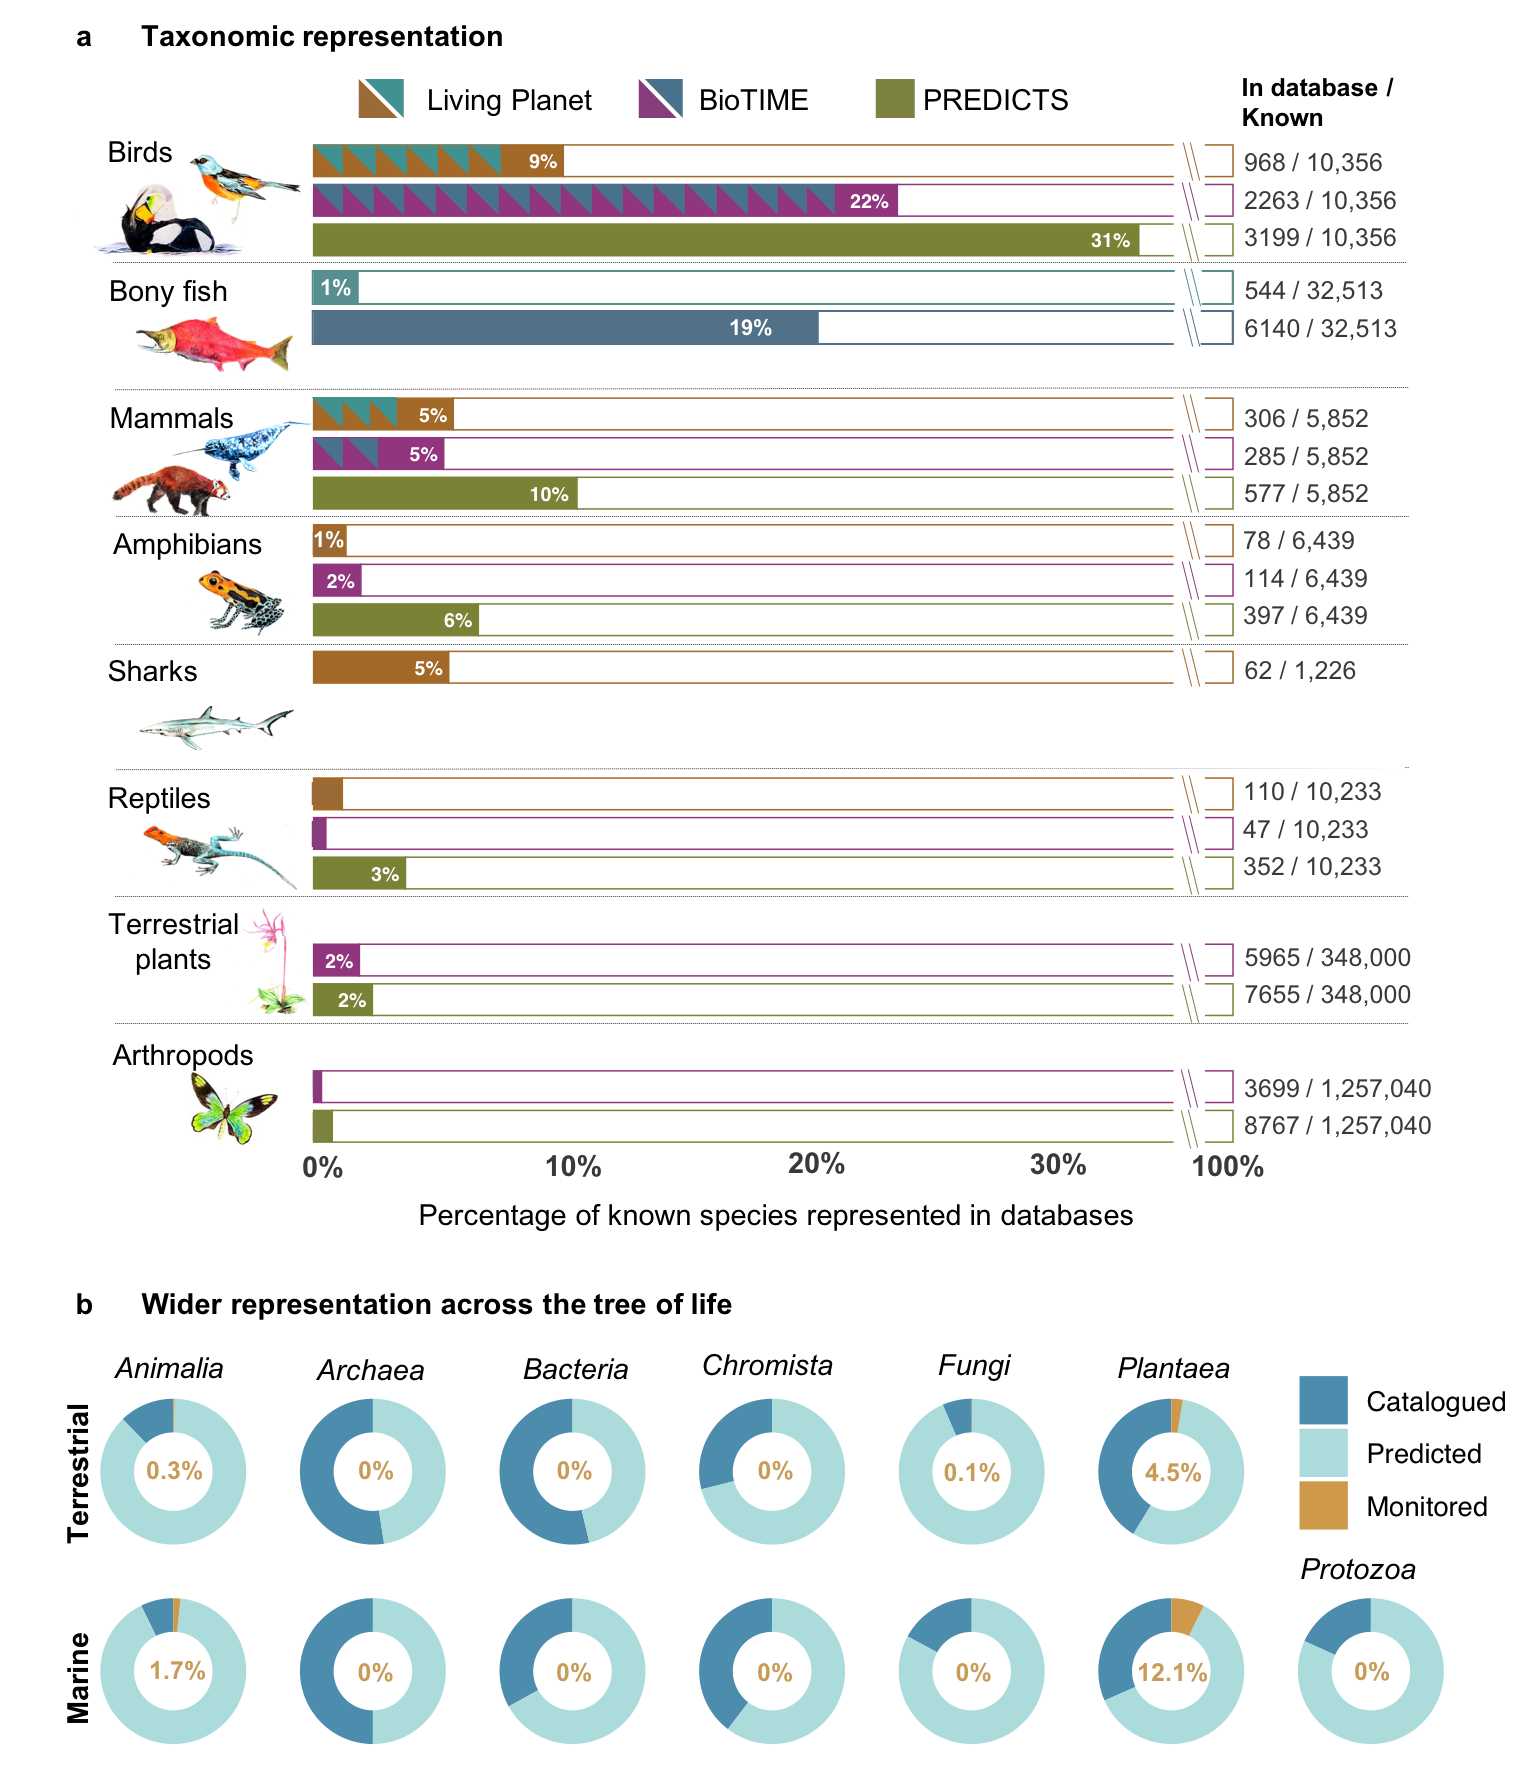 a Taxonomic representation
Living Planet BioTIME PREDICTS
In database /
Known
Birds
9% 968 / 10,356
22% 2263 / 10,356
31% 3199 / 10,356
Bony fish
1% 544 / 32,513
19% 6140 / 32,513
Mammals
5% 306 / 5,852
5% 285 / 5,852
10% 577 / 5,852
Amphibians
1% 78 / 6,439
2% 114 / 6,439
6% 397 / 6,439
Sharks
5% 62 / 1,226
Reptiles
110 / 10,233
47 / 10,233
3% 352 / 10,233
Terrestrial
plants
2% 5965 / 348,000
2% 7655 / 348,000
Arthropods
3699 / 1,257,040
8767 / 1,257,040
0% 10% 20% 30% 100%
Percentage of known species represented in databases
b Wider representation across the tree of life
Animalia Archaea Bacteria Chromista Fungi Plantaea
Terrestrial
0.3% 0% 0% 0% 0.1% 4.5%
Catalogued
Predicted
Monitored
Protozoa
Marine
1.7% 0% 0% 0% 0% 12.1% 0%